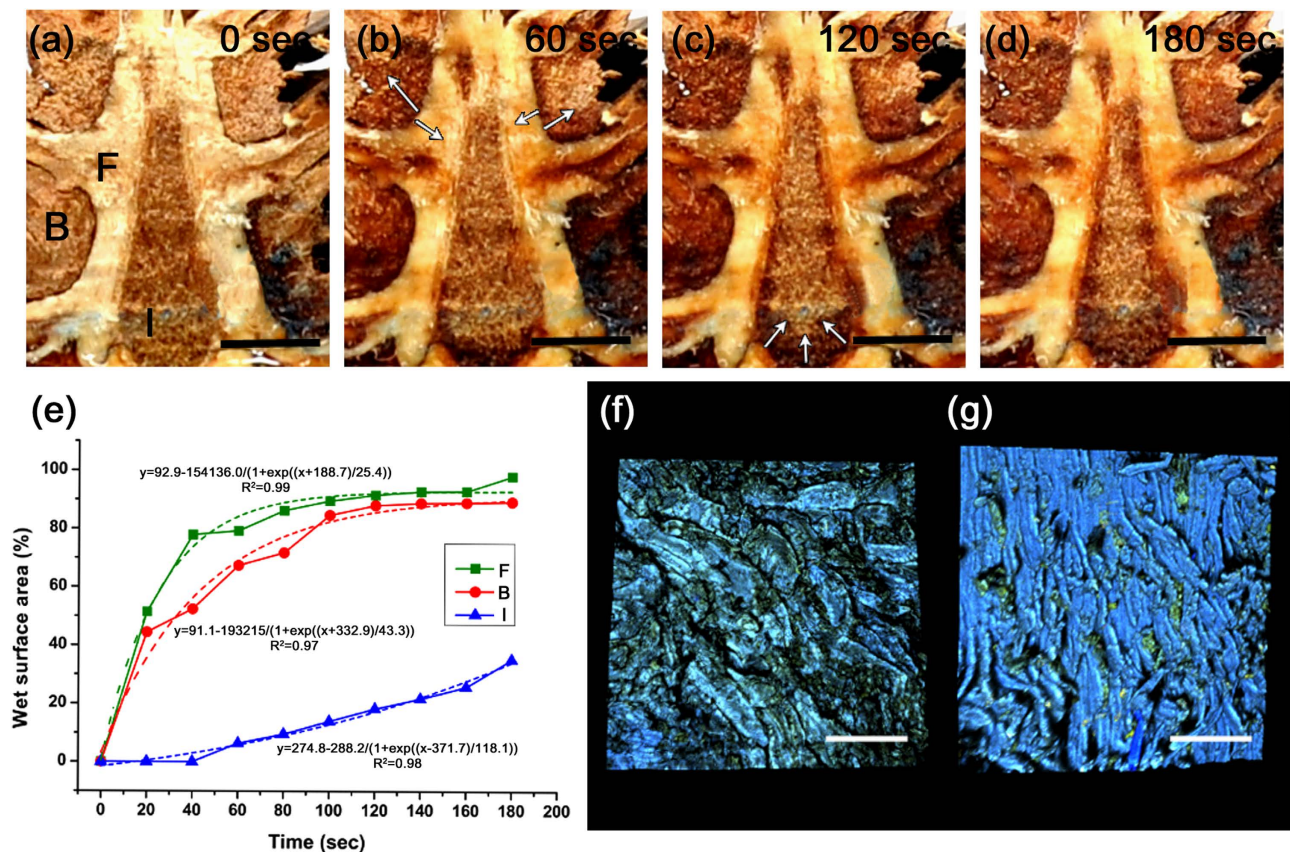 (a) 0 sec
(b) 60 sec
(c) 120 sec
(d) 180 sec
F
B
I
(e)
(f)
(g)
y=92.9-154136.0/(1+exp((x+188.7)/25.4))
R²=0.99
100
80
60
40
20
0
Wet surface area (%)
F
B
I
y=91.1-193215/(1+exp((x+332.9)/43.3))
R²=0.97
y=274.8-288.2/(1+exp((x-371.7)/118.1))
R²=0.98
0 20 40 60 80 100 120 140 160 180 200
Time (sec)